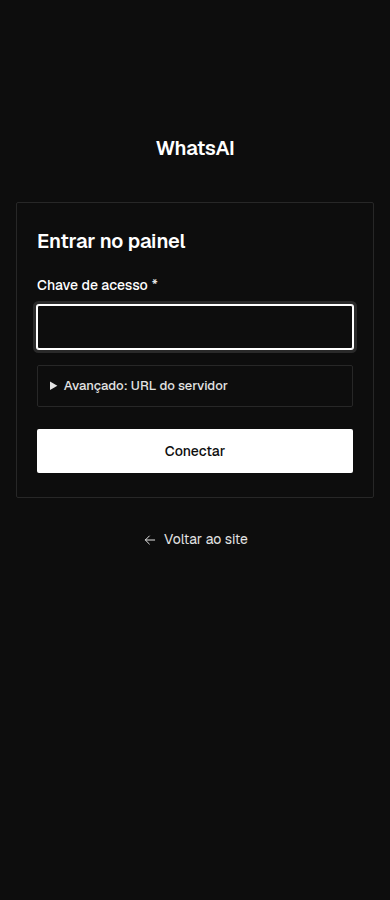 WhatsAI
Entrar no painel
Chave de acesso *
▶ Avançado: URL do servidor
Conectar
← Voltar ao site